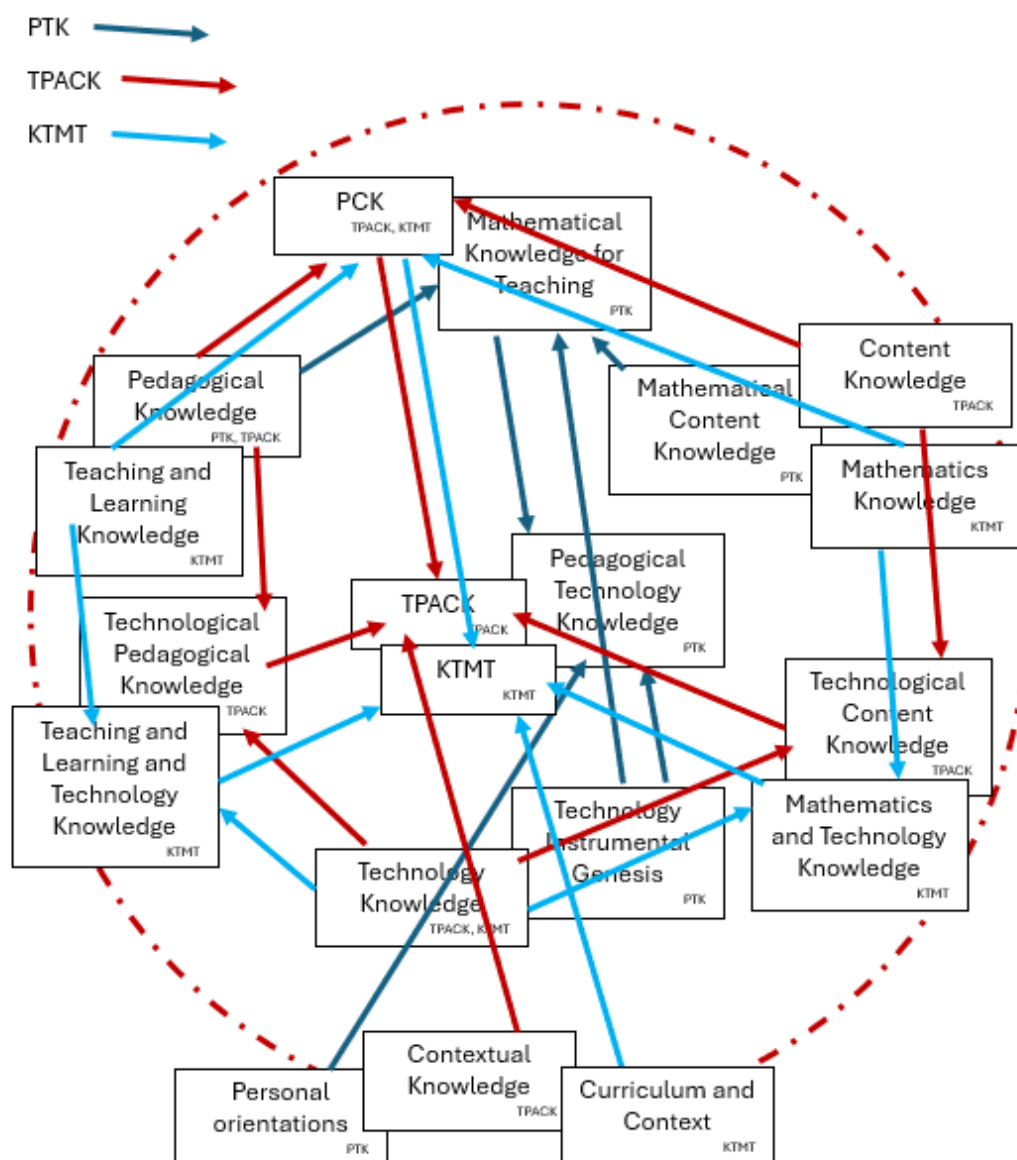 PTK
TPACK
KTMT
PCK
TPACK, KTMT
Mathematical
Knowledge for
Teaching
PTK
Content
Knowledge
TPACK
Pedagogical
Knowledge
PTK, TPACK
Mathematical
Content
Knowledge
PTK
Teaching and
Learning
Knowledge
KTMT
Mathematics
Knowledge
KTMT
Pedagogical
Technology
Knowledge
PTK
TPACK
TPACK
KTMT
KTMT
Technological
Pedagogical
Knowledge
TPACK
Technological
Content
Knowledge
TPACK
Teaching and
Learning and
Technology
Knowledge
KTMT
Technology
Instrumental
Genesis
PTK
Mathematics
and Technology
Knowledge
KTMT
Technology
Knowledge
TPACK, KTMT
Contextual
Knowledge
TPACK
Personal
orientations
PTK
Curriculum and
Context
KTMT